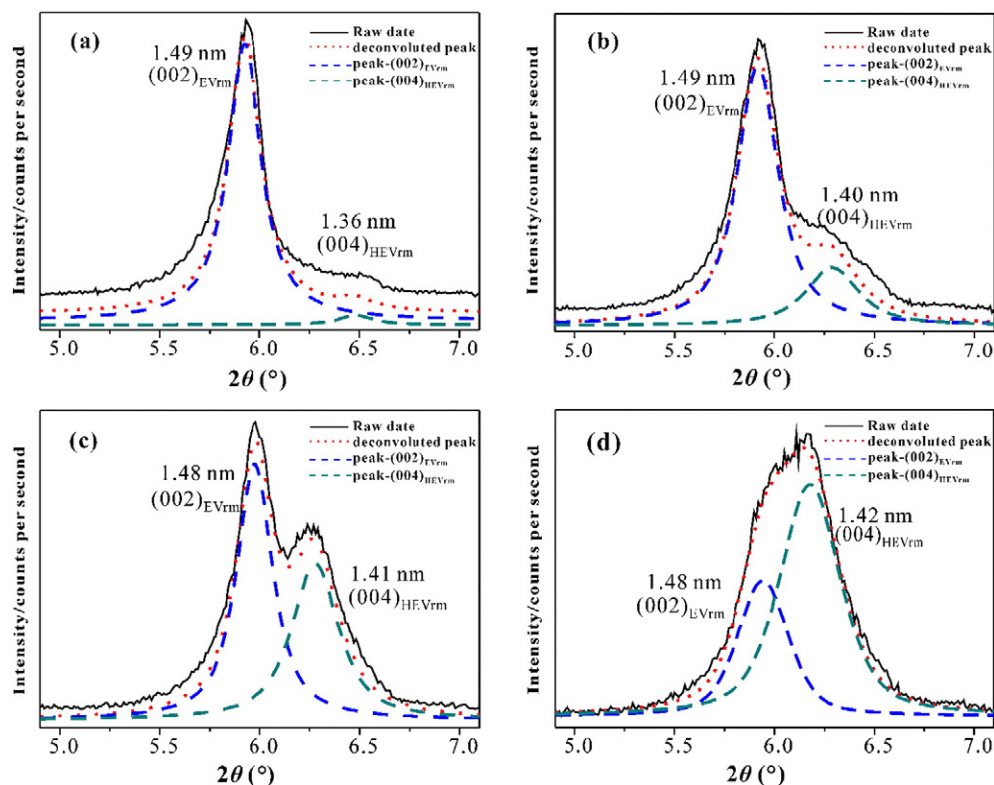 (a)
Raw date
deconvoluted peak
peak-(002)EVrm
peak-(004)HEVrm
1.49 nm
(002)EVrm
1.36 nm
(004)HEVrm
Intensity/counts per second
5.0 5.5 6.0 6.5 7.0
2θ (°)
(b)
Raw date
deconvoluted peak
peak-(002)EVrm
peak-(004)HEVrm
1.49 nm
(002)EVrm
1.40 nm
(004)HEVrm
Intensity/counts per second
5.0 5.5 6.0 6.5 7.0
2θ (°)
(c)
Raw date
deconvoluted peak
peak-(002)EVrm
peak-(004)HEVrm
1.48 nm
(002)EVrm
1.41 nm
(004)HEVrm
Intensity/counts per second
5.0 5.5 6.0 6.5 7.0
2θ (°)
(d)
Raw date
deconvoluted peak
peak-(002)EVrm
peak-(004)HEVrm
1.42 nm
(004)HEVrm
1.48 nm
(002)EVrm
Intensity/counts per second
5.0 5.5 6.0 6.5 7.0
2θ (°)